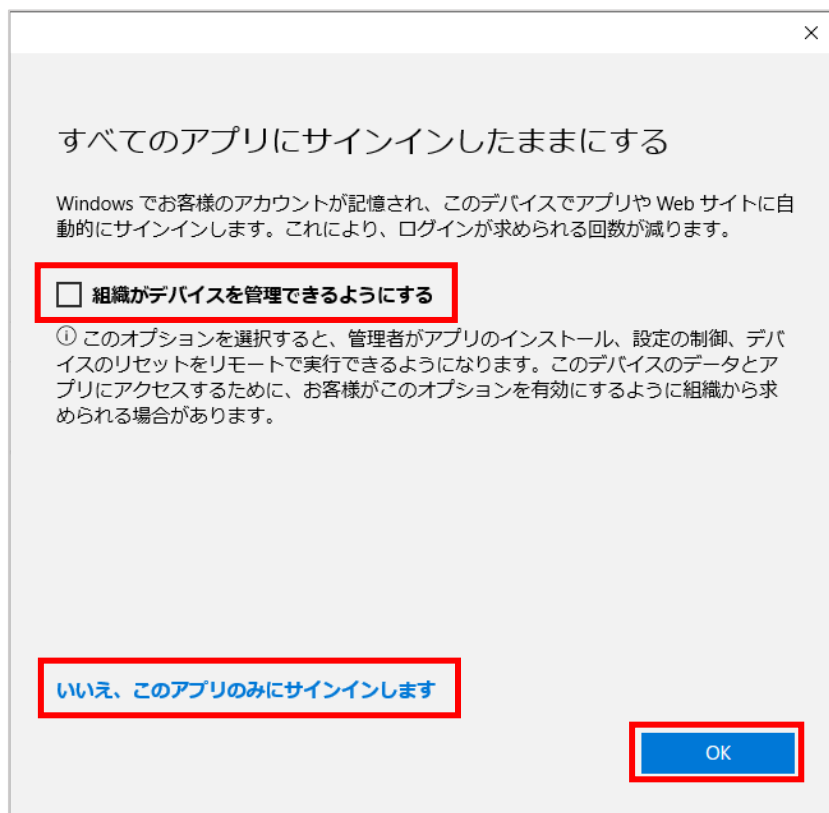 すべてのアプリにサインインしたままにする
Windows でお客様のアカウントが記憶され、このデバイスでアプリや Web サイトに自
動的にサインインします。これにより、ログインが求められる回数が減ります。
組織がデバイスを管理できるようにする
ⓘ このオプションを選択すると、管理者がアプリのインストール、設定の制御、デバ
イスのリセットをリモートで実行できるようになります。このデバイスのデータとア
プリにアクセスするために、お客様がこのオプションを有効にするように組織から求
められる場合があります。
いいえ、このアプリのみにサインインします
OK